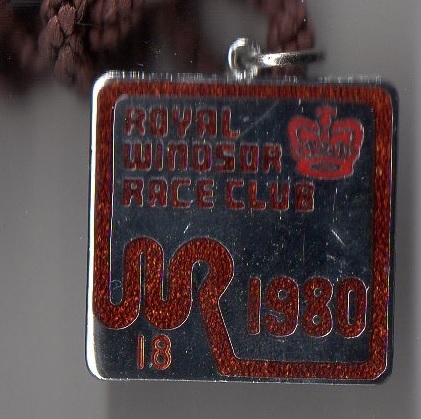 ROYAL
WINDSOR
RACE CLUB
WR
1980
18